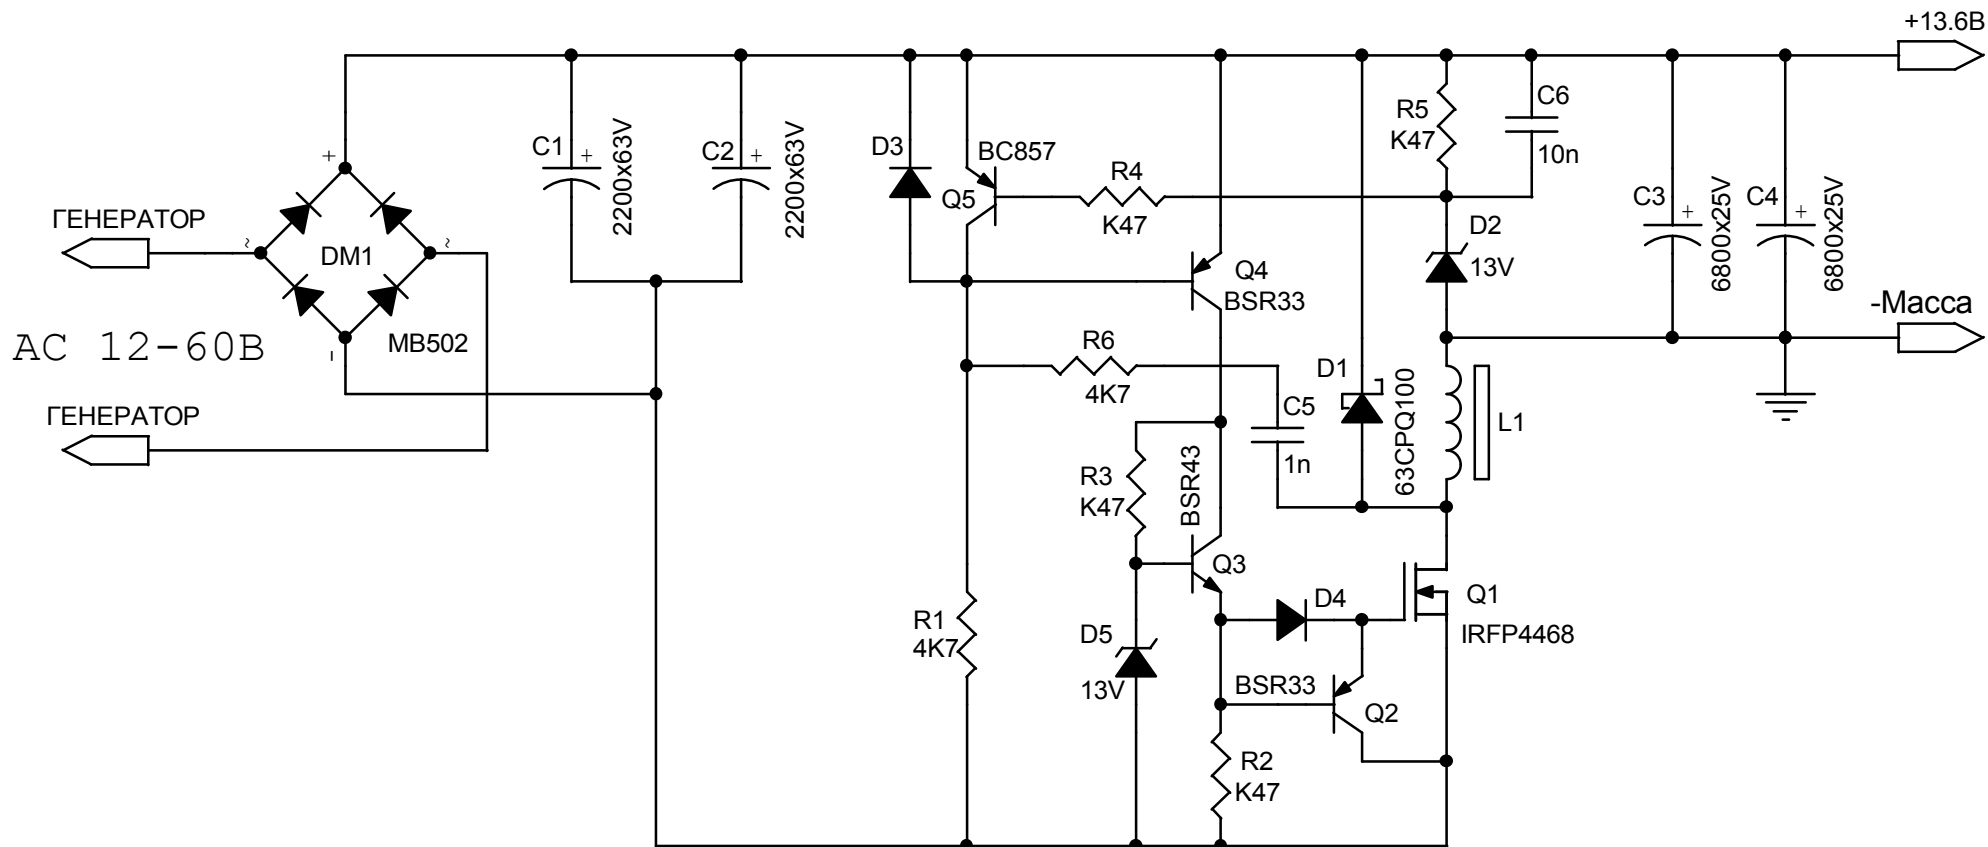 +13.6В
C6
R5
K47
10n
C1
+
2200x63V
C2
+
2200x63V
D3
BC857
Q5
R4
K47
C3
+
6800x25V
C4
+
6800x25V
D2
13V
ГЕНЕРАТОР
+
~
~
DM1
–
MB502
AC 12-60В
ГЕНЕРАТОР
Q4
BSR33
-Масса
R6
4K7
D1
63CPQ100
C5
1n
L1
R3
K47
BSR43
Q3
D4
Q1
IRFP4468
R1
4K7
D5
13V
BSR33
Q2
R2
K47